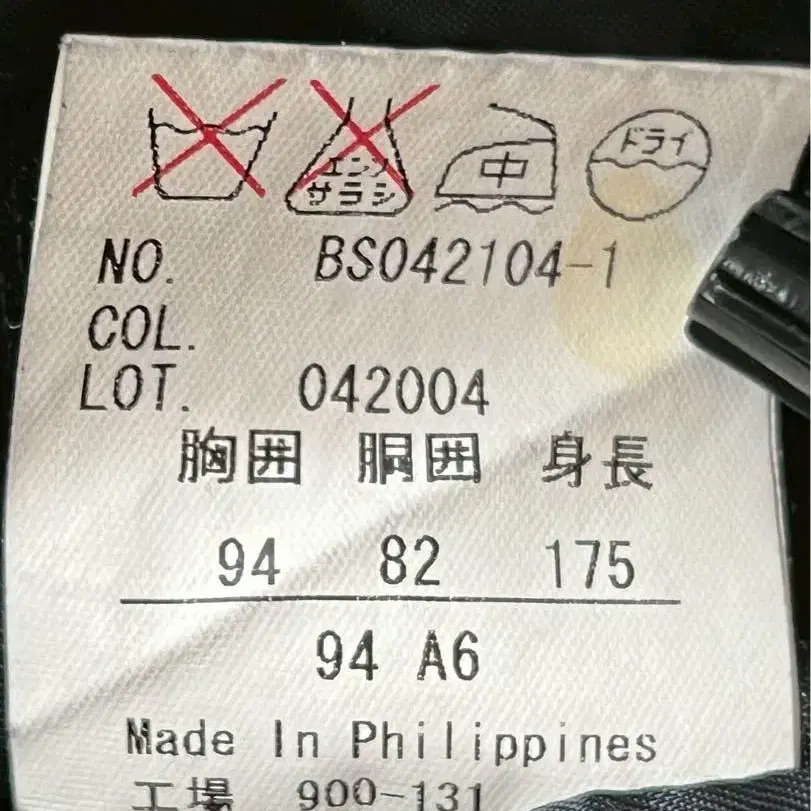 エンソ
サラシ
中
ドライ
NO. BS042104-1
COL.
LOT. 042004
胸囲 胴囲 身長
94 82 175
94 A6
Made In Philippines
工場 900-131